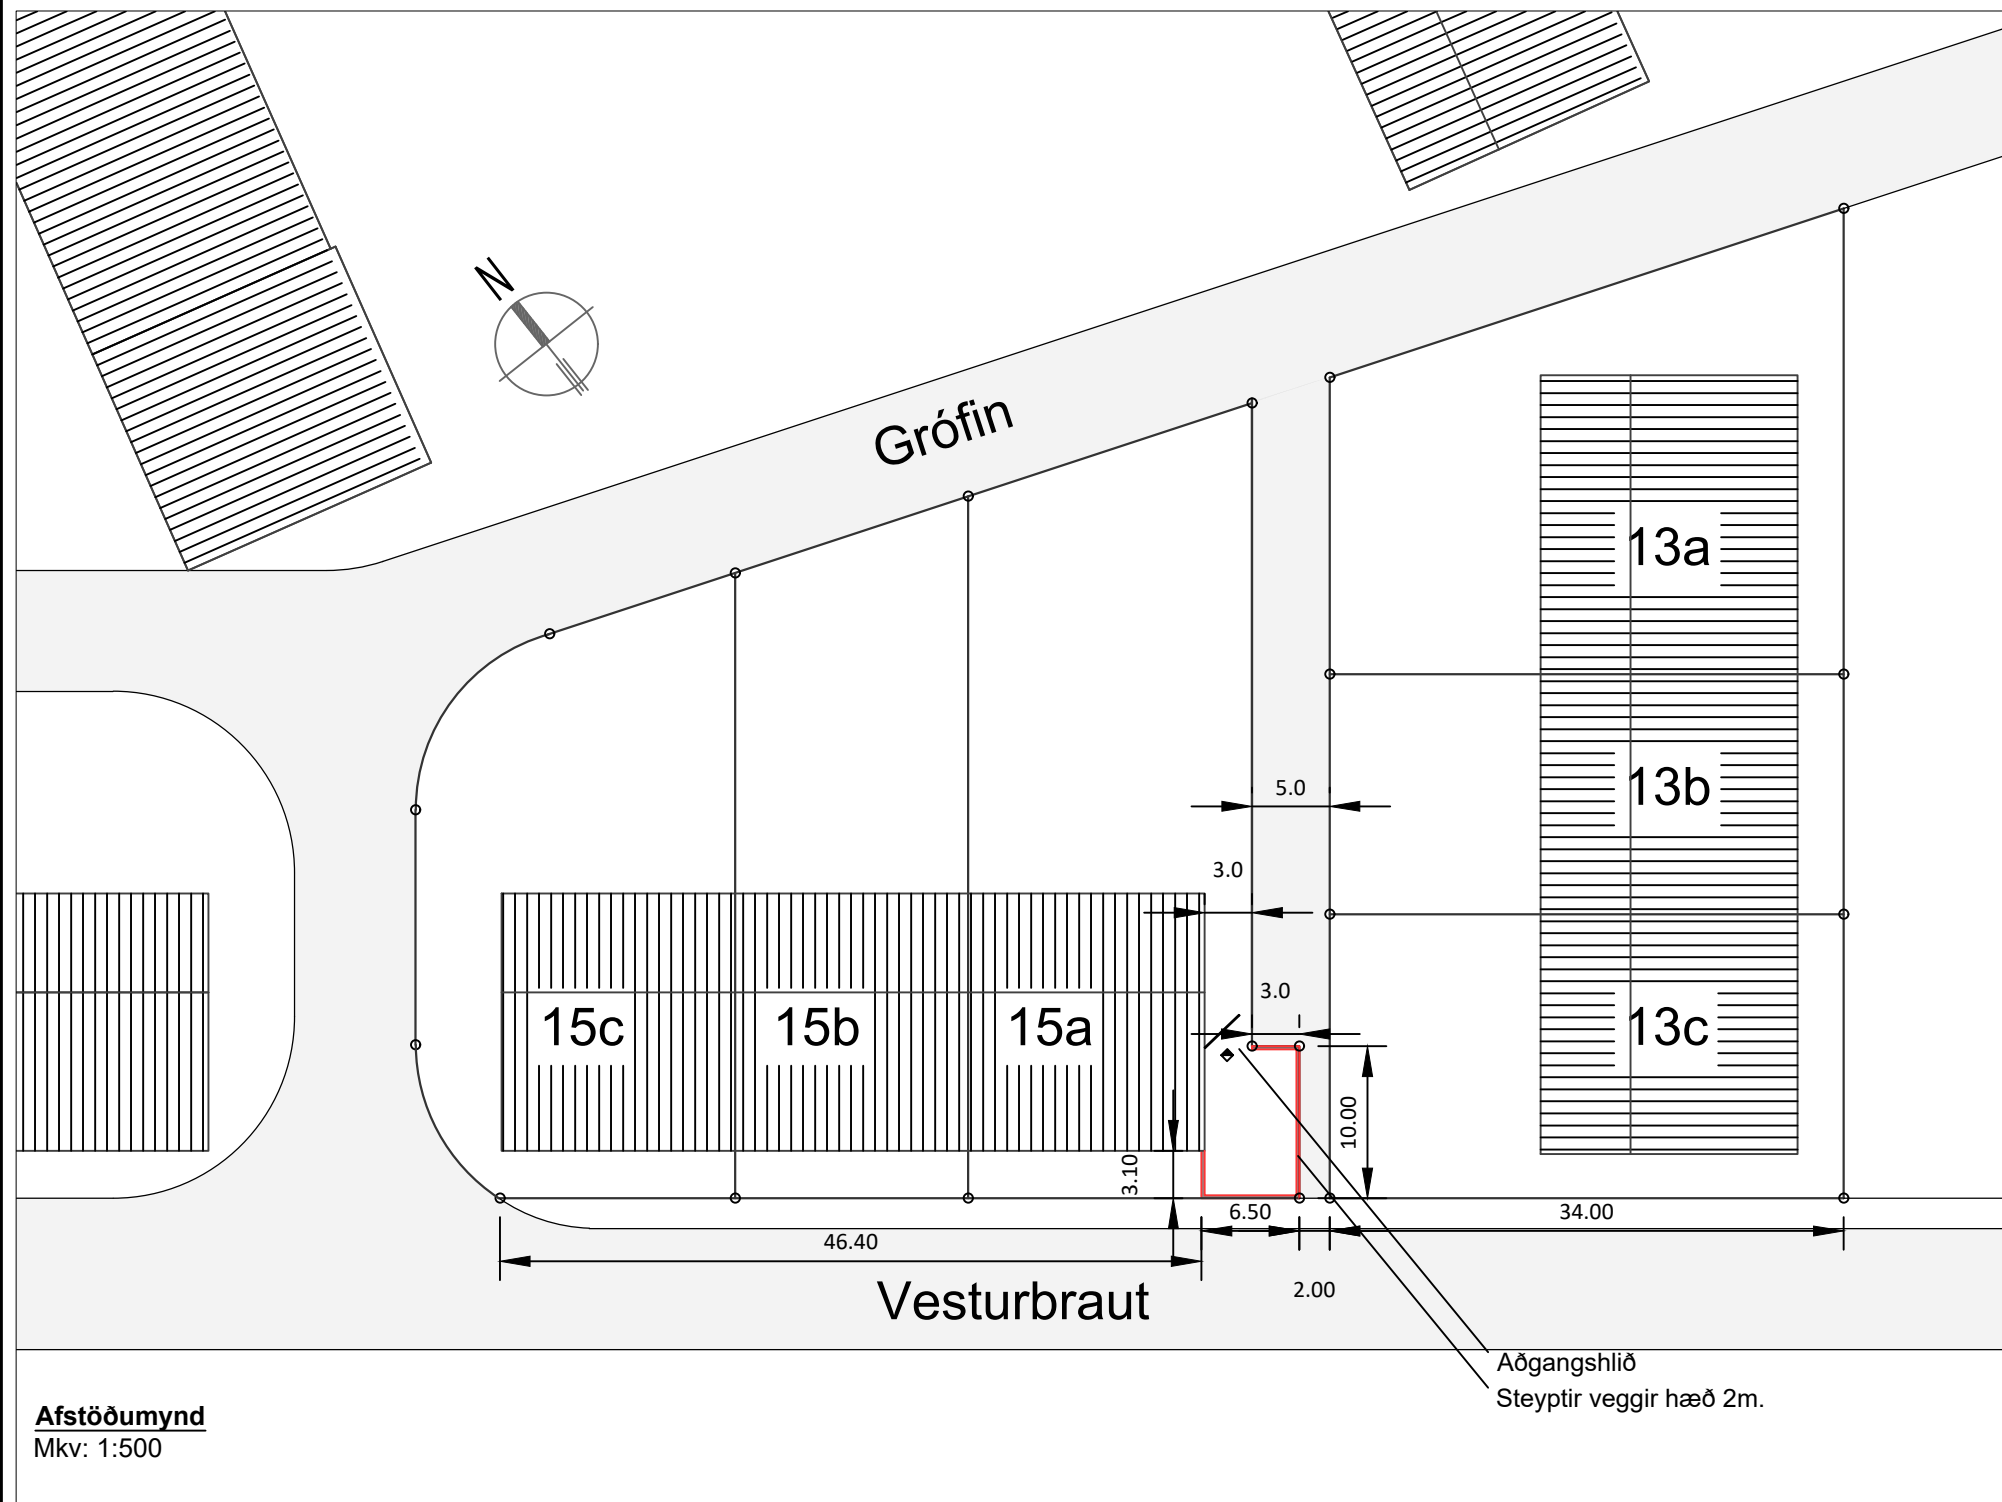 N
Grófin
13a
5.0
13b
3.0
3.0
15c
15b
15a
13c
10.00
3.10
6.50
34.00
46.40
2.00
Vesturbraut
Aðgangshlið
Steyptir veggir hæð 2m.
Afstöðumynd
Mkv: 1:500